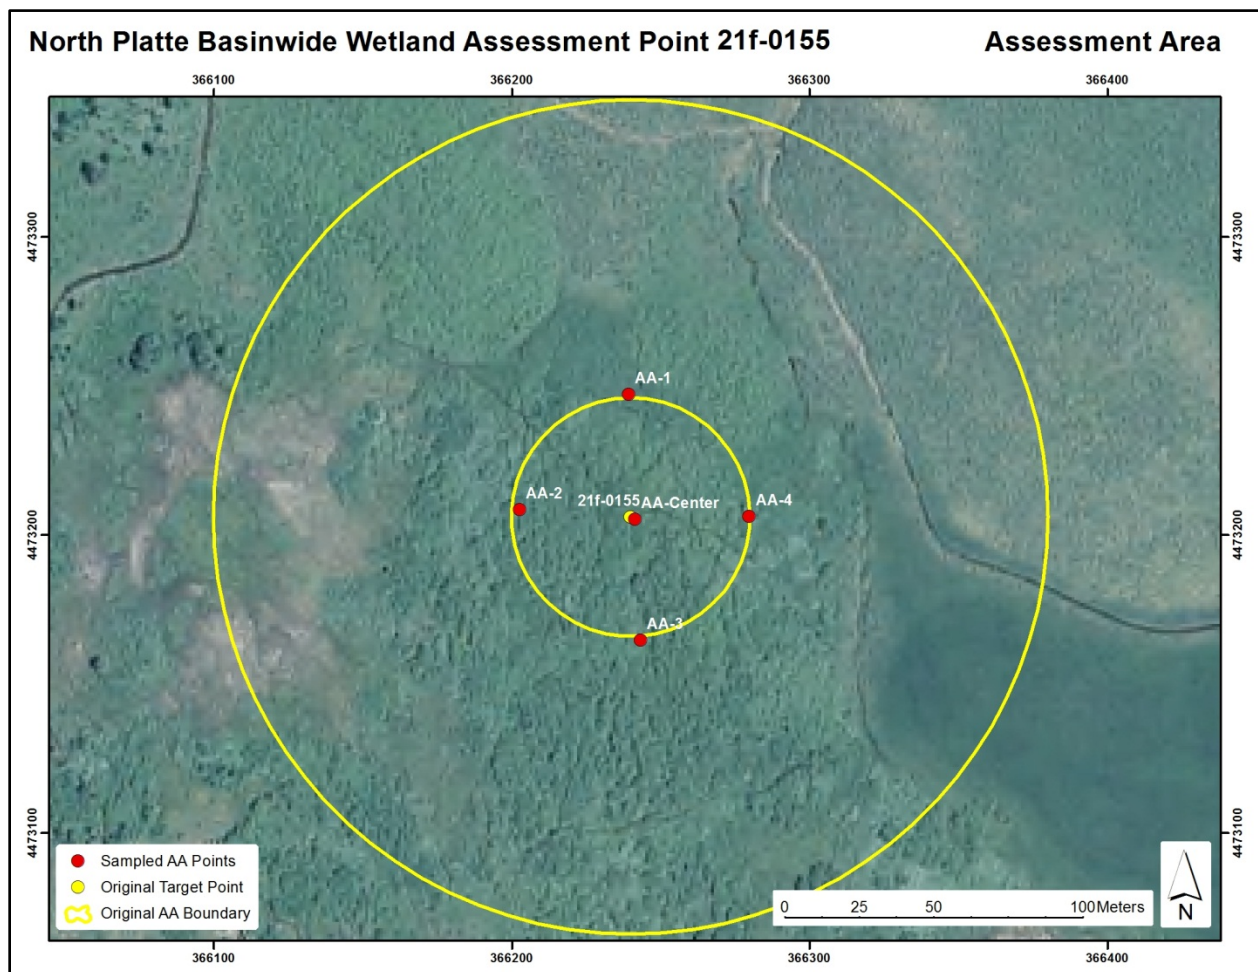 North Platte Basinwide Wetland Assessment Point 21f-0155 Assessment Area
366100 366200 366300 366400
4473300 4473300
AA-1
AA-2 21f-0155 AA-Center AA-4
4473200 4473200
AA-3
4473100 4473100
Sampled AA Points
Original Target Point
Original AA Boundary
0 25 50 100 Meters
N
366100 366200 366300 366400